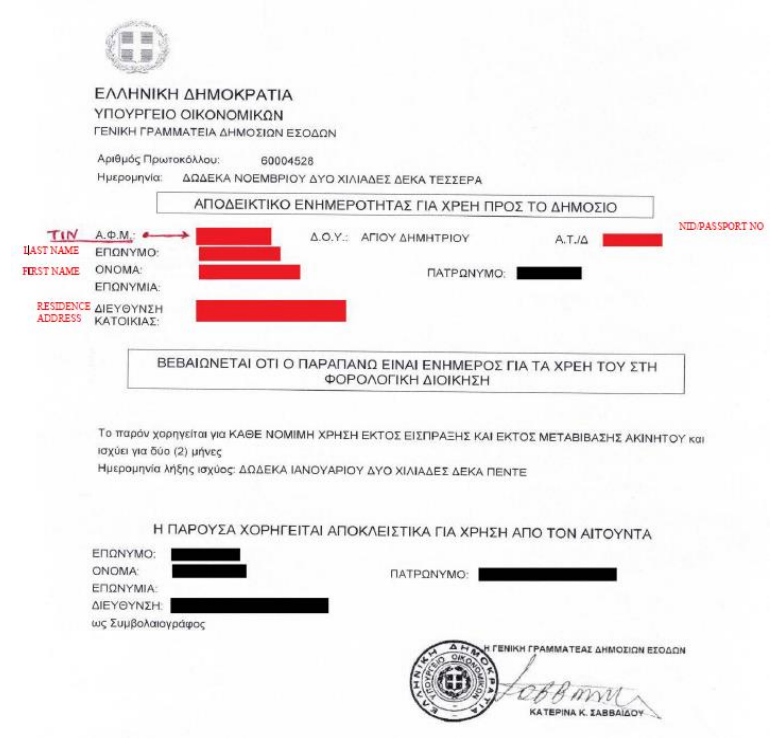 ΕΛΛΗΝΙΚΗ ΔΗΜΟΚΡΑΤΙΑ
ΥΠΟΥΡΓΕΙΟ ΟΙΚΟΝΟΜΙΚΩΝ
ΓΕΝΙΚΗ ΓΡΑΜΜΑΤΕΙΑ ΔΗΜΟΣΙΩΝ ΕΣΟΔΩΝ
Αριθμός Πρωτοκόλλου: 60004528
Ημερομηνία: ΔΩΔΕΚΑ ΝΟΕΜΒΡΙΟΥ ΔΥΟ ΧΙΛΙΑΔΕΣ ΔΕΚΑ ΤΕΣΣΕΡΑ
ΑΠΟΔΕΙΚΤΙΚΟ ΕΝΗΜΕΡΟΤΗΤΑΣ ΓΙΑ ΧΡΕΗ ΠΡΟΣ ΤΟ ΔΗΜΟΣΙΟ
NID/PASSPORT NO
TIN Α.Φ.Μ.: Δ.Ο.Υ.: ΑΓΙΟΥ ΔΗΜΗΤΡΙΟΥ Α.Τ./Δ
LAST NAME ΕΠΩΝΥΜΟ:
FIRST NAME ΟΝΟΜΑ: ΠΑΤΡΩΝΥΜΟ:
ΕΠΩΝΥΜΙΑ:
RESIDENCE ΔΙΕΥΘΥΝΣΗ
ADDRESS ΚΑΤΟΙΚΙΑΣ:
ΒΕΒΑΙΩΝΕΤΑΙ ΟΤΙ Ο ΠΑΡΑΠΑΝΩ ΕΙΝΑΙ ΕΝΗΜΕΡΟΣ ΓΙΑ ΤΑ ΧΡΕΗ ΤΟΥ ΣΤΗ
ΦΟΡΟΛΟΓΙΚΗ ΔΙΟΙΚΗΣΗ
Το παρόν χορηγείται για ΚΑΘΕ ΝΟΜΙΜΗ ΧΡΗΣΗ ΕΚΤΟΣ ΕΙΣΠΡΑΞΗΣ ΚΑΙ ΕΚΤΟΣ ΜΕΤΑΒΙΒΑΣΗΣ ΑΚΙΝΗΤΟΥ και
ισχύει για δύο (2) μήνες
Ημερομηνία λήξης ισχύος: ΔΩΔΕΚΑ ΙΑΝΟΥΑΡΙΟΥ ΔΥΟ ΧΙΛΙΑΔΕΣ ΔΕΚΑ ΠΕΝΤΕ
Η ΠΑΡΟΥΣΑ ΧΟΡΗΓΕΙΤΑΙ ΑΠΟΚΛΕΙΣΤΙΚΑ ΓΙΑ ΧΡΗΣΗ ΑΠΟ ΤΟΝ ΑΙΤΟΥΝΤΑ
ΕΠΩΝΥΜΟ:
ΟΝΟΜΑ: ΠΑΤΡΩΝΥΜΟ:
ΕΠΩΝΥΜΙΑ:
ΔΙΕΥΘΥΝΣΗ:
ως Συμβολαιογράφος
Η ΓΕΝΙΚΗ ΓΡΑΜΜΑΤΕΑΣ ΔΗΜΟΣΙΩΝ ΕΣΟΔΩΝ
ΕΛΛΗΝΙΚΗ ΔΗΜΟΚΡΑΤΙΑ
ΥΠΟΥΡΓΕΙΟ ΟΙΚΟΝΟΜΙΚΩΝ
ΚΑΤΕΡΙΝΑ Κ. ΣΑΒΒΑΪΔΟΥ